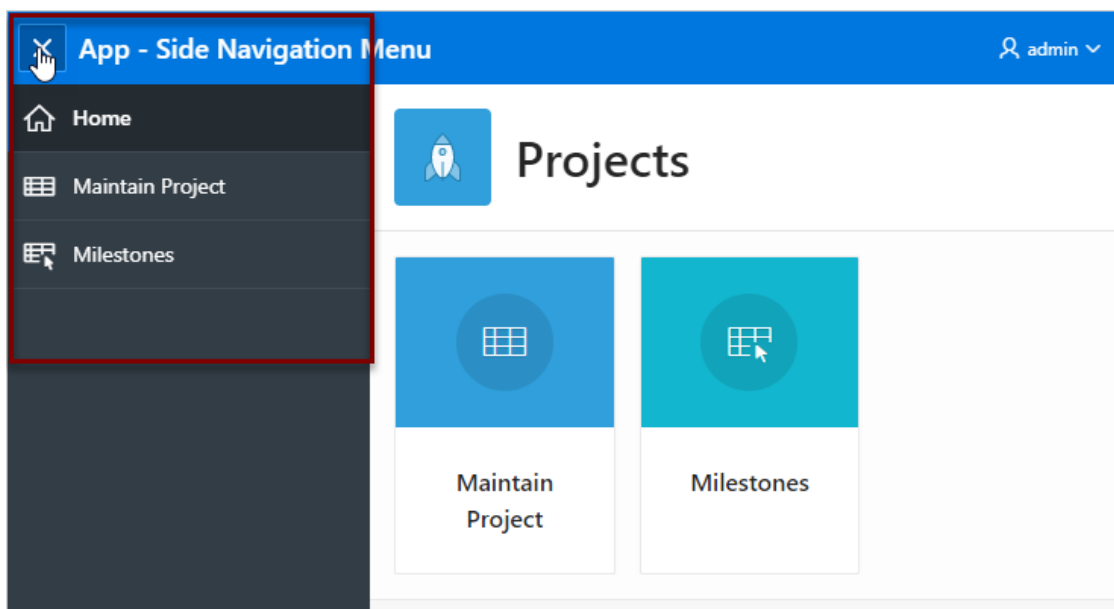 App - Side Navigation Menu
admin
Home
Maintain Project
Milestones
Projects
Maintain
Project
Milestones